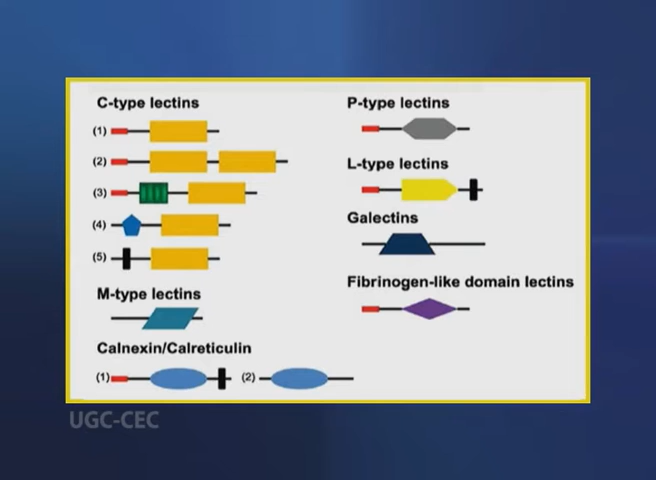 C-type lectins
(1)
(2)
(3)
(4)
(5)
M-type lectins
Calnexin/Calreticulin
(1) (2)
P-type lectins
L-type lectins
Galectins
Fibrinogen-like domain lectins
UGC-CEC